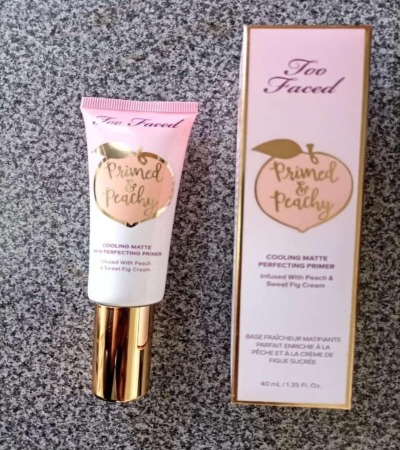 Too Faced
Primed
&
Peachy
COOLING MATTE
SKIN PERFECTING PRIMER
Infused With Peach
& Sweet Fig Cream
Too
Faced
Primed
&
Peachy
COOLING MATTE
PERFECTING PRIMER
Infused With Peach &
Sweet Fig Cream
BASE FRAÎCHEUR MATIFIANTE
PARFAIT ENRICHIE À LA
PÊCHE ET À LA CRÈME DE
FIGUE SUCRÉE
40 mL / 1.35 Fl. Oz.